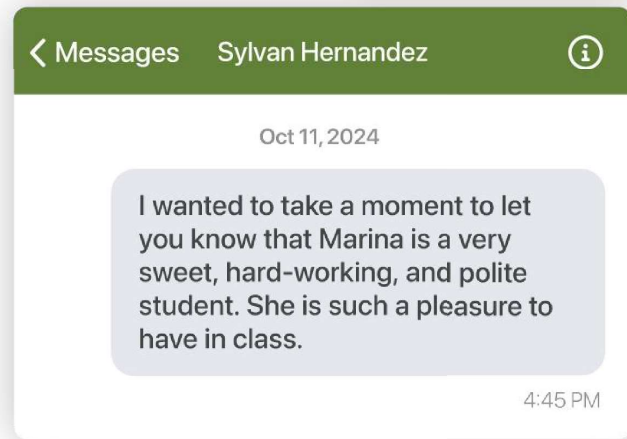 Messages Sylvan Hernandez
Oct 11, 2024
I wanted to take a moment to let
you know that Marina is a very
sweet, hard-working, and polite
student. She is such a pleasure to
have in class.
4:45 PM